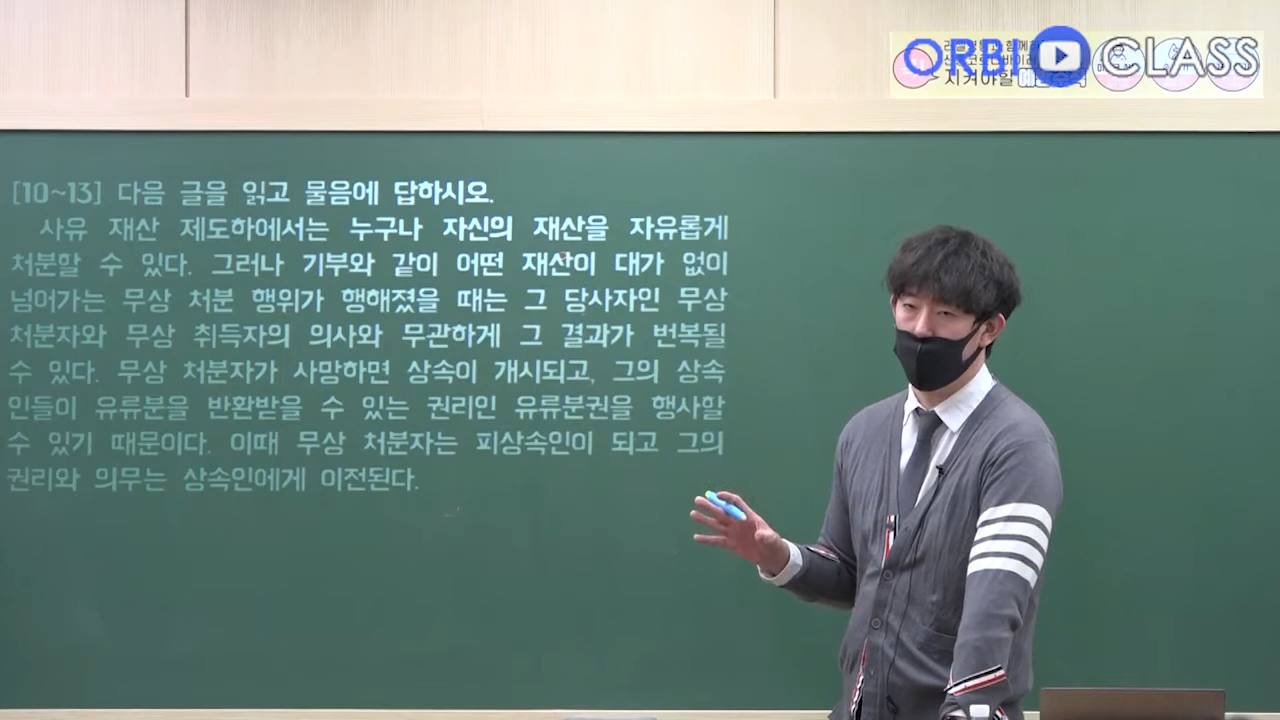 ORBI CLASS
지켜야할
[10~13] 다음 글을 읽고 물음에 답하시오.
사유 재산 제도하에서는 누구나 자신의 재산을 자유롭게
처분할 수 있다. 그러나 기부와 같이 어떤 재산이 대가 없이
넘어가는 무상 처분 행위가 행해졌을 때는 그 당사자인 무상
처분자와 무상 취득자의 의사와 무관하게 그 결과가 번복될
수 있다. 무상 처분자가 사망하면 상속이 개시되고, 그의 상속
인들이 유류분을 반환받을 수 있는 권리인 유류분권을 행사할
수 있기 때문이다. 이때 무상 처분자는 피상속인이 되고 그의
권리와 의무는 상속인에게 이전된다.